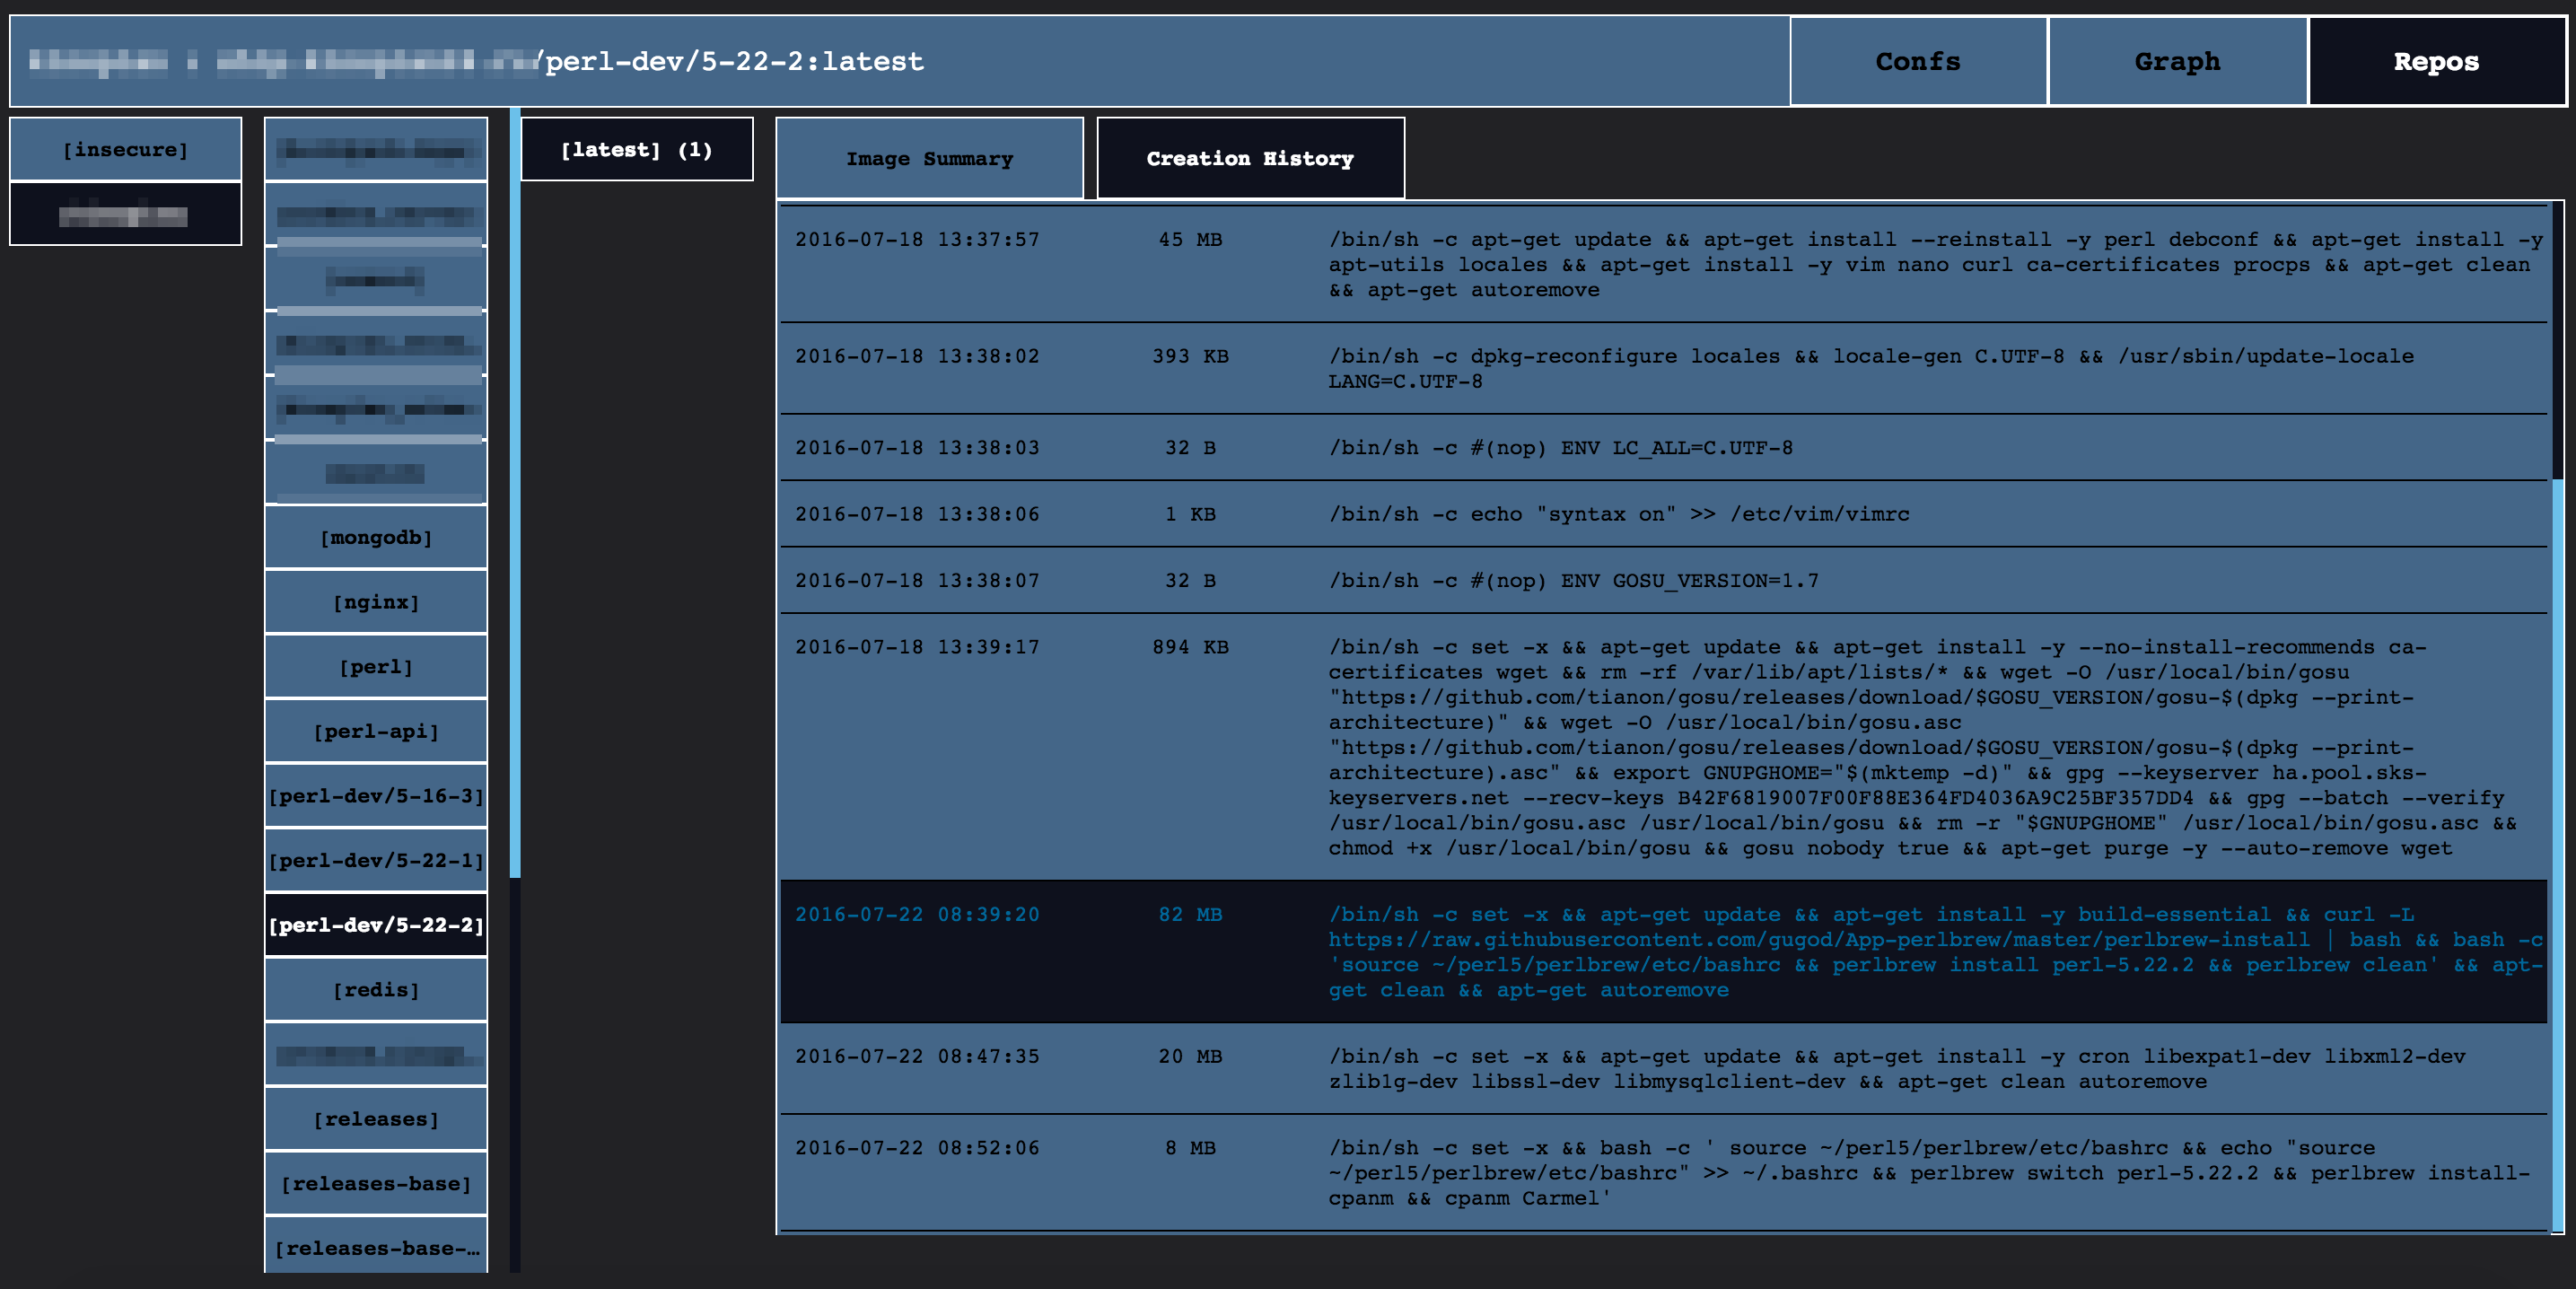 /perl-dev/5-22-2:latest
Confs
Graph
Repos
[insecure]
[mongodb]
[nginx]
[perl]
[perl-api]
[perl-dev/5-16-3]
[perl-dev/5-22-1]
[perl-dev/5-22-2]
[redis]
[releases]
[releases-base]
[releases-base-…
[latest] (1)
Image Summary
Creation History
2016-07-18 13:37:57 45 MB /bin/sh -c apt-get update && apt-get install --reinstall -y perl debconf && apt-get install -y
apt-utils locales && apt-get install -y vim nano curl ca-certificates procps && apt-get clean
&& apt-get autoremove
2016-07-18 13:38:02 393 KB /bin/sh -c dpkg-reconfigure locales && locale-gen C.UTF-8 && /usr/sbin/update-locale
LANG=C.UTF-8
2016-07-18 13:38:03 32 B /bin/sh -c #(nop) ENV LC_ALL=C.UTF-8
2016-07-18 13:38:06 1 KB /bin/sh -c echo "syntax on" >> /etc/vim/vimrc
2016-07-18 13:38:07 32 B /bin/sh -c #(nop) ENV GOSU_VERSION=1.7
2016-07-18 13:39:17 894 KB /bin/sh -c set -x && apt-get update && apt-get install -y --no-install-recommends ca-
certificates wget && rm -rf /var/lib/apt/lists/* && wget -O /usr/local/bin/gosu
"https://github.com/tianon/gosu/releases/download/$GOSU_VERSION/gosu-$(dpkg --print-
architecture)" && wget -O /usr/local/bin/gosu.asc
"https://github.com/tianon/gosu/releases/download/$GOSU_VERSION/gosu-$(dpkg --print-
architecture).asc" && export GNUPGHOME="$(mktemp -d)" && gpg --keyserver ha.pool.sks-
keyservers.net --recv-keys B42F6819007F00F88E364FD4036A9C25BF357DD4 && gpg --batch --verify
/usr/local/bin/gosu.asc /usr/local/bin/gosu && rm -r "$GNUPGHOME" /usr/local/bin/gosu.asc &&
chmod +x /usr/local/bin/gosu && gosu nobody true && apt-get purge -y --auto-remove wget
2016-07-22 08:39:20 82 MB /bin/sh -c set -x && apt-get update && apt-get install -y build-essential && curl -L
https://raw.githubusercontent.com/gugod/App-perlbrew/master/perlbrew-install | bash && bash -c
'source ~/perl5/perlbrew/etc/bashrc && perlbrew install perl-5.22.2 && perlbrew clean' && apt-
get clean && apt-get autoremove
2016-07-22 08:47:35 20 MB /bin/sh -c set -x && apt-get update && apt-get install -y cron libexpat1-dev libxml2-dev
zlib1g-dev libssl-dev libmysqlclient-dev && apt-get clean autoremove
2016-07-22 08:52:06 8 MB /bin/sh -c set -x && bash -c ' source ~/perl5/perlbrew/etc/bashrc && echo "source
~/perl5/perlbrew/etc/bashrc" >> ~/.bashrc && perlbrew switch perl-5.22.2 && perlbrew install-
cpanm && cpanm Carmel'